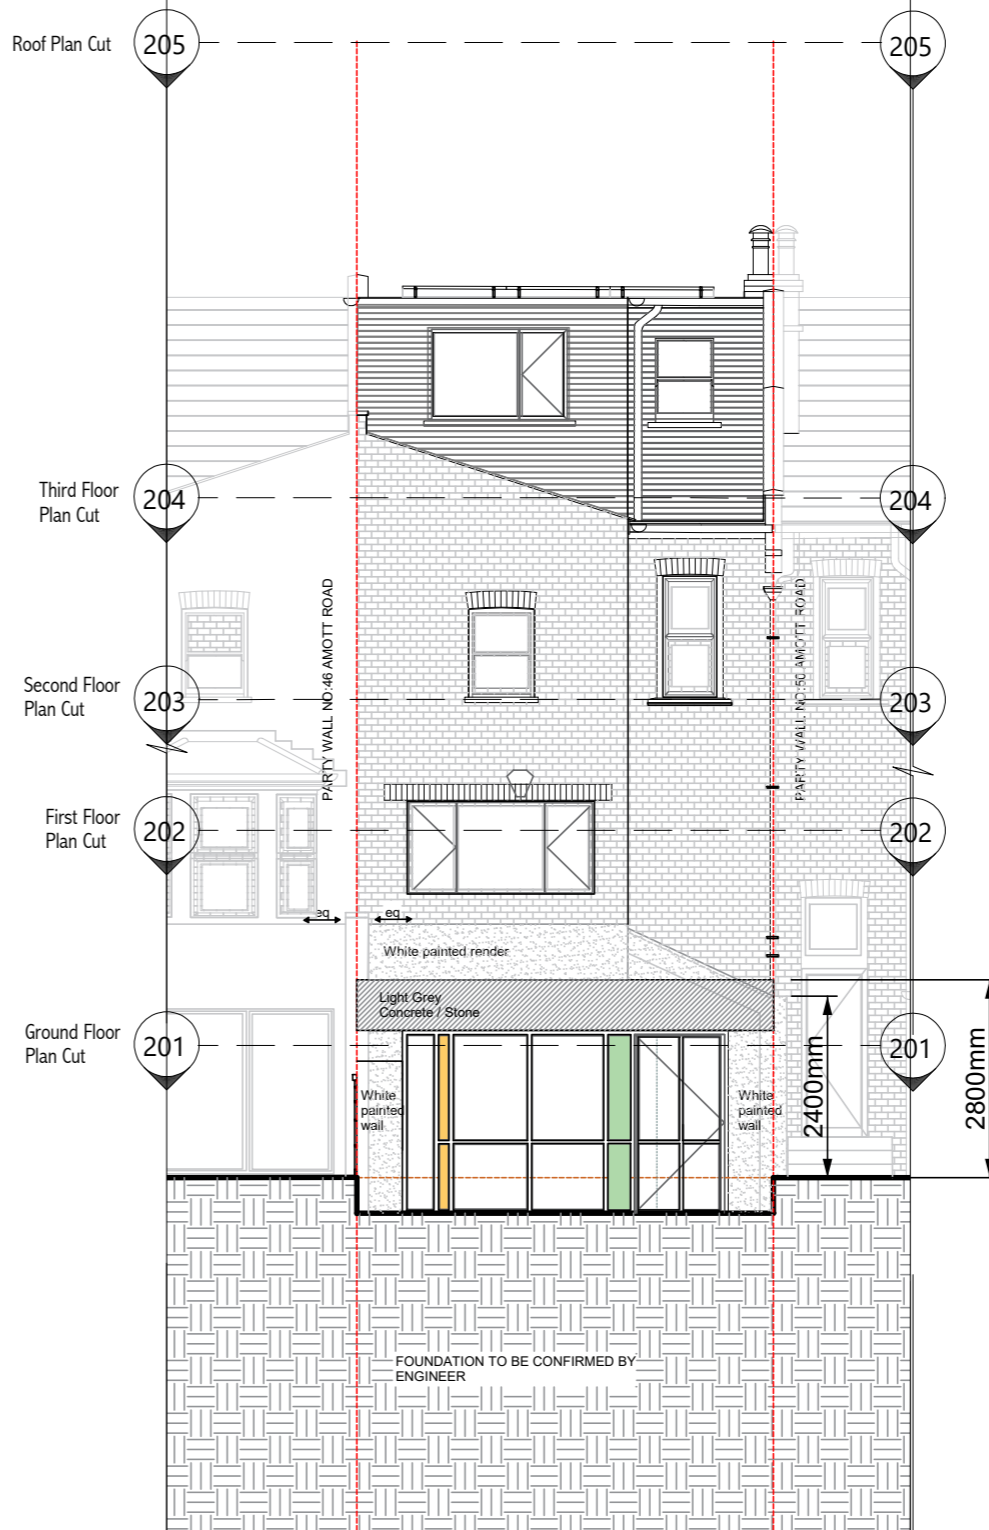 Roof Plan Cut
205
205
Third Floor
Plan Cut
204
204
PARTY WALL NO:46 AMOTT ROAD
PARTY WALL NO:50 AMOTT ROAD
Second Floor
Plan Cut
203
203
First Floor
Plan Cut
202
202
eq
eq
White painted render
Light Grey
Concrete / Stone
Ground Floor
Plan Cut
201
201
White
painted
wall
White
painted
wall
2400mm
2800mm
FOUNDATION TO BE CONFIRMED BY
ENGINEER